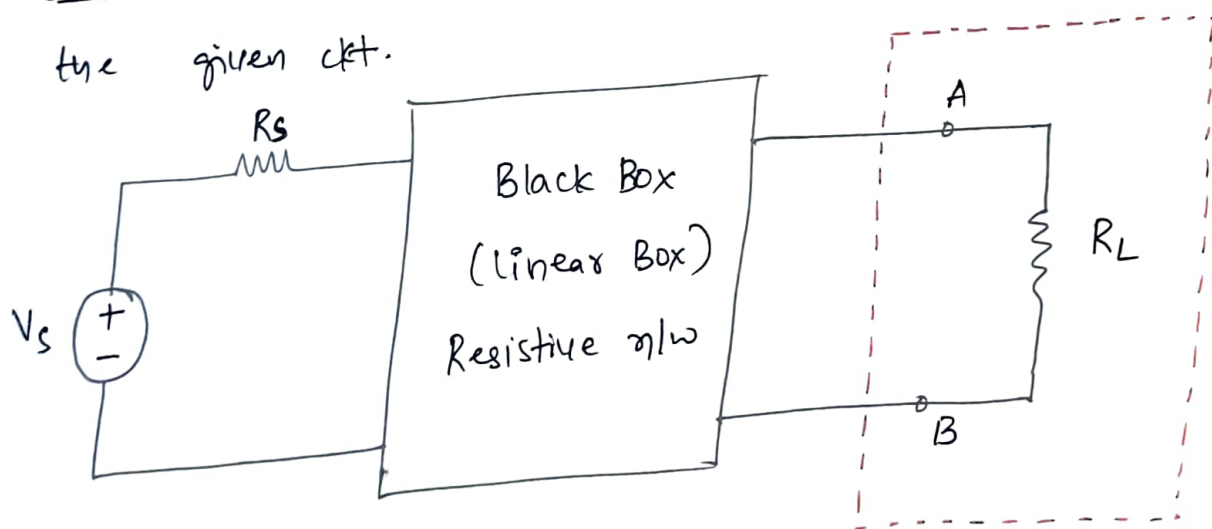 the given ckt.
Rs
A
Black Box
(Linear Box)
Resistive n/w
RL
Vs
+
−
B